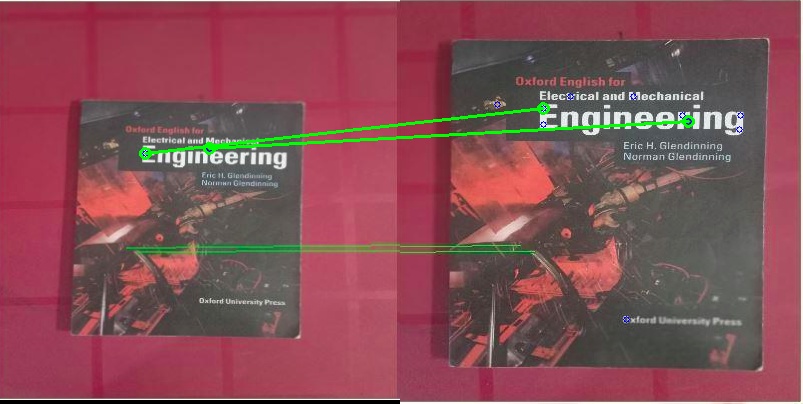 Oxford English for
Electrical and Mechanical
Engineering
Eric H. Glendinning
Norman Glendinning
Oxford University Press
Oxford English for
Electrical and Mechanical
Engineering
Eric H. Glendinning
Norman Glendinning
Oxford University Press